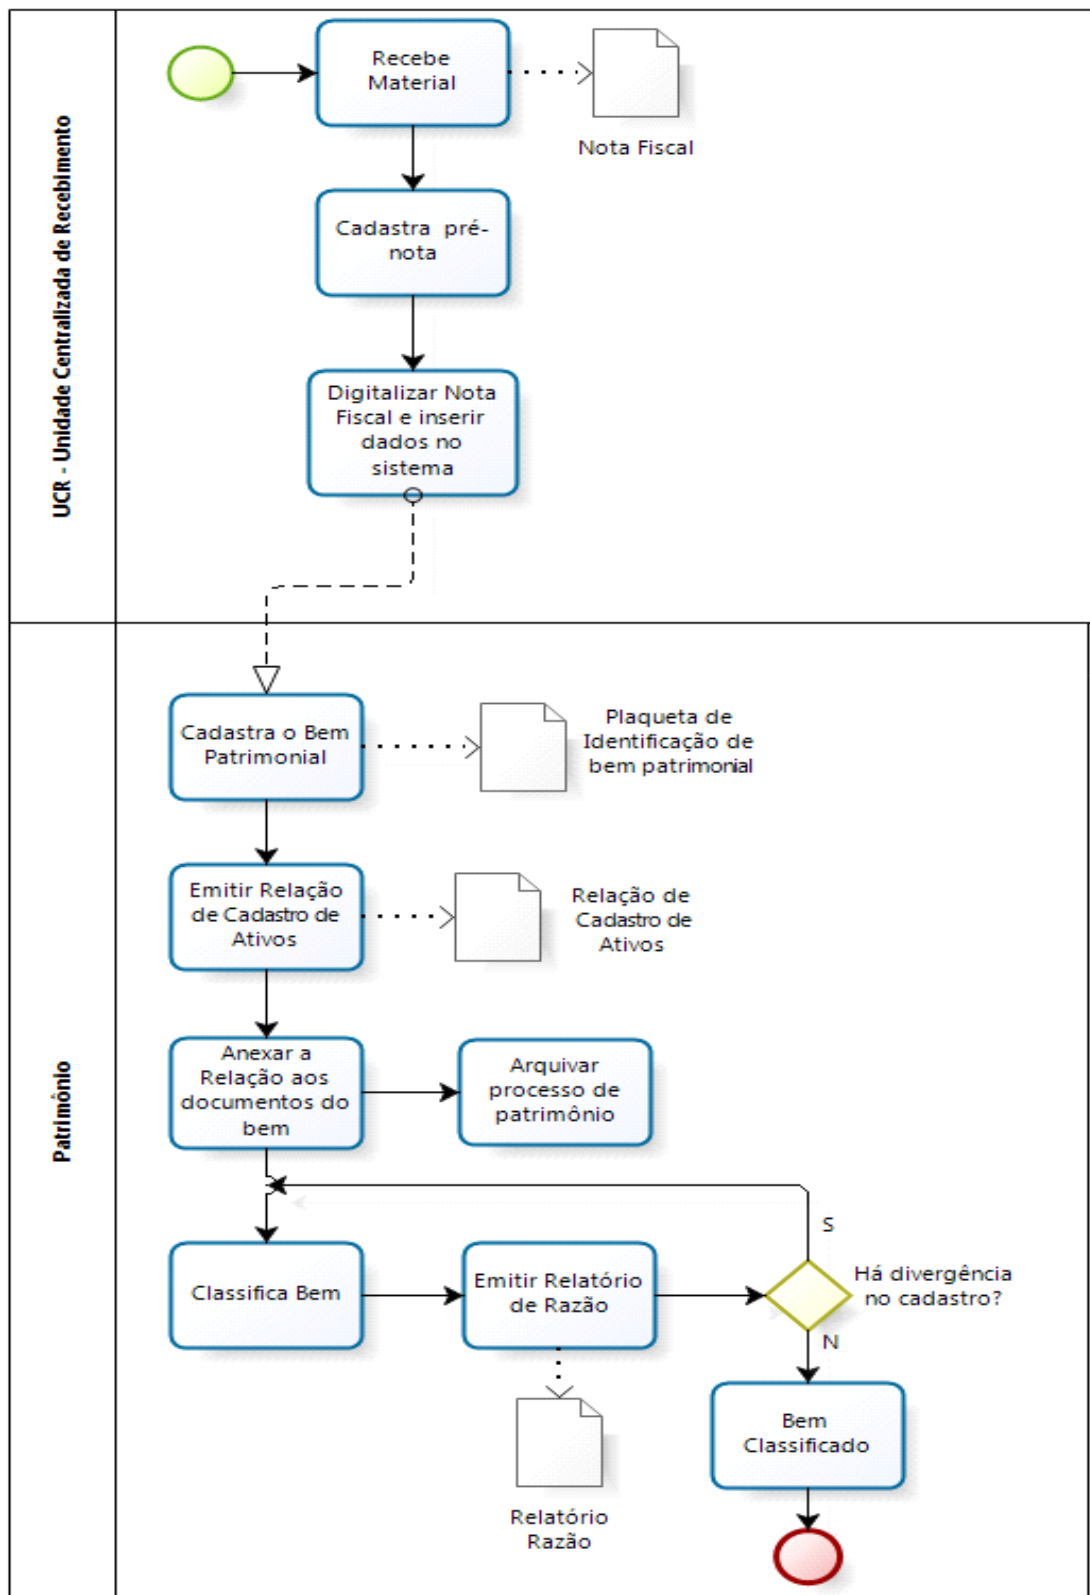 UCR - Unidade Centralizada de Recebimento
Recebe
Material
Nota Fiscal
Cadastra pré-
nota
Digitalizar Nota
Fiscal e inserir
dados no
sistema
Patrimônio
Cadastra o Bem
Patrimonial
Plaqueta de
Identificação de
bem patrimonial
Emitir Relação
de Cadastro de
Ativos
Relação de
Cadastro de
Ativos
Anexar a
Relação aos
documentos do
bem
Arquivar
processo de
patrimônio
Classifica Bem
Emitir Relatório
de Razão
S
Há divergência
no cadastro?
N
Relatório
Razão
Bem
Classificado